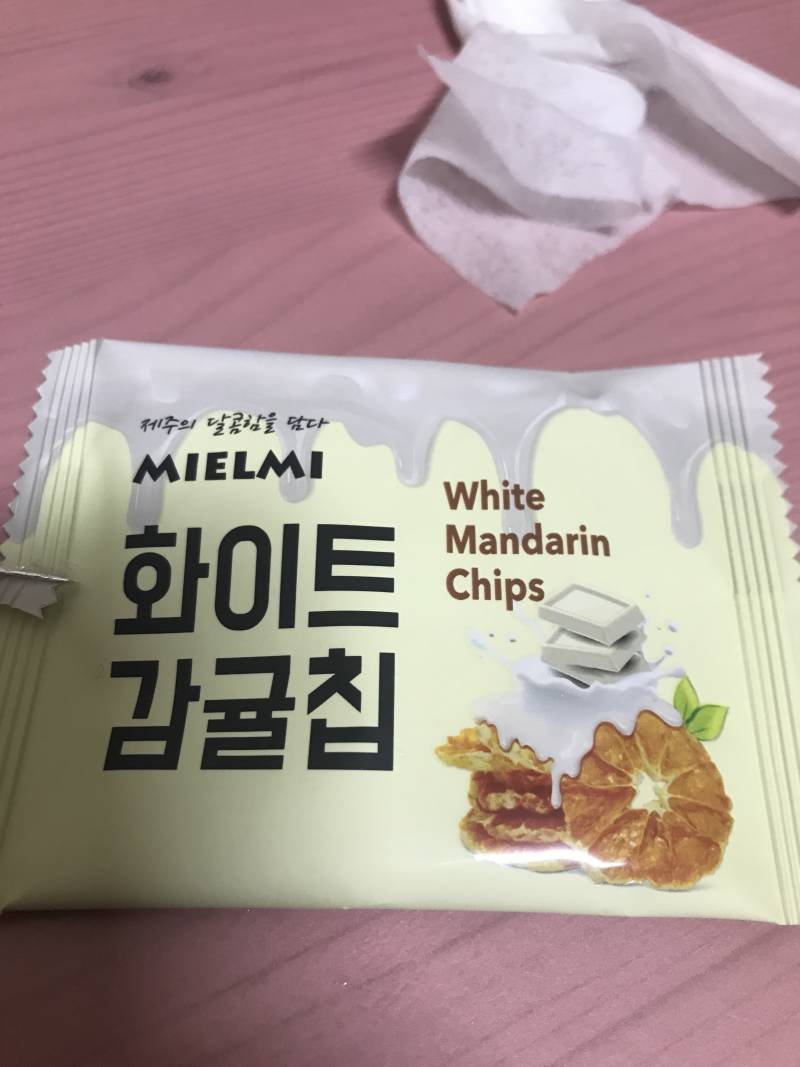 제주의 달콤함을 담다
MIELMI
화이트
감귤칩
White
Mandarin
Chips